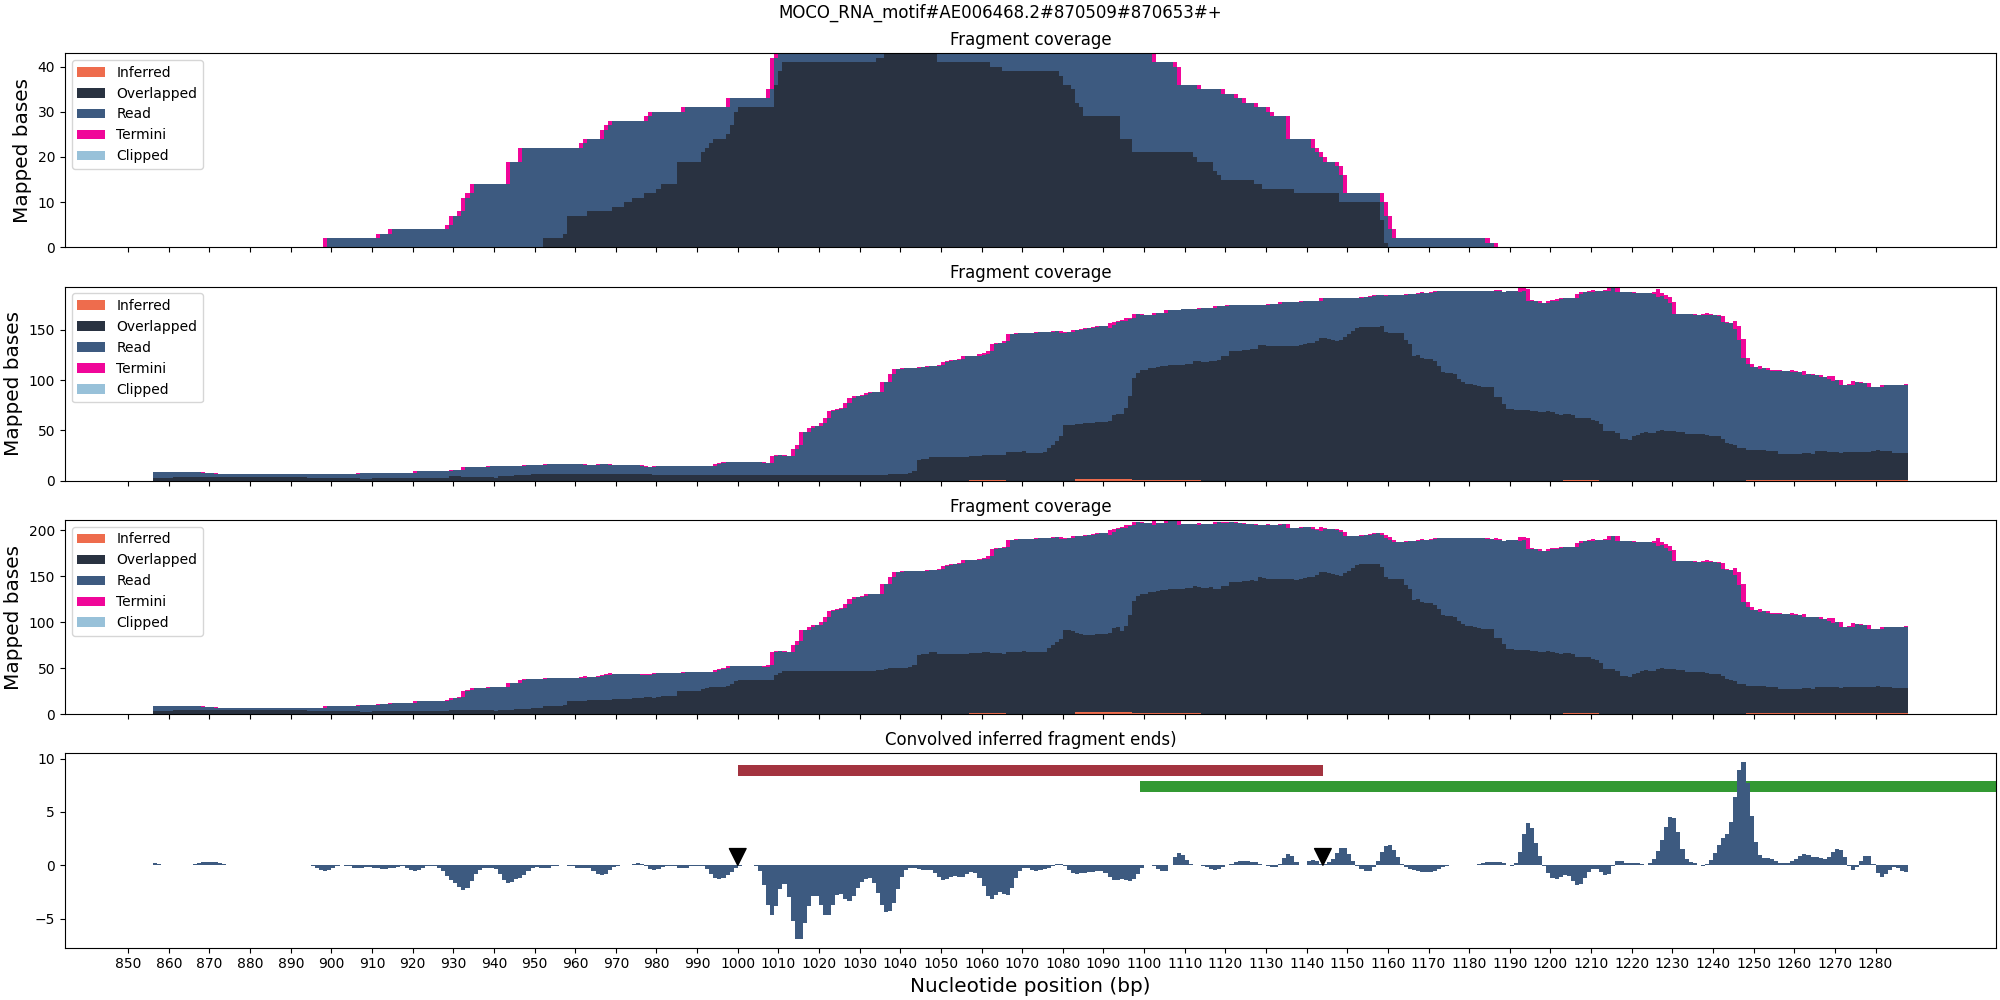 MOCO_RNA_motif#AE006468.2#870509#870653#+
Fragment coverage
Mapped bases
40
30
20
10
0
Inferred
Overlapped
Read
Termini
Clipped
Fragment coverage
Mapped bases
150
100
50
0
Inferred
Overlapped
Read
Termini
Clipped
Fragment coverage
Mapped bases
200
150
100
50
0
Inferred
Overlapped
Read
Termini
Clipped
Convolved inferred fragment ends)
10
5
0
−5
850 860 870 880 890 900 910 920 930 940 950 960 970 980 990 1000 1010 1020 1030 1040 1050 1060 1070 1080 1090 1100 1110 1120 1130 1140 1150 1160 1170 1180 1190 1200 1210 1220 1230 1240 1250 1260 1270 1280
Nucleotide position (bp)